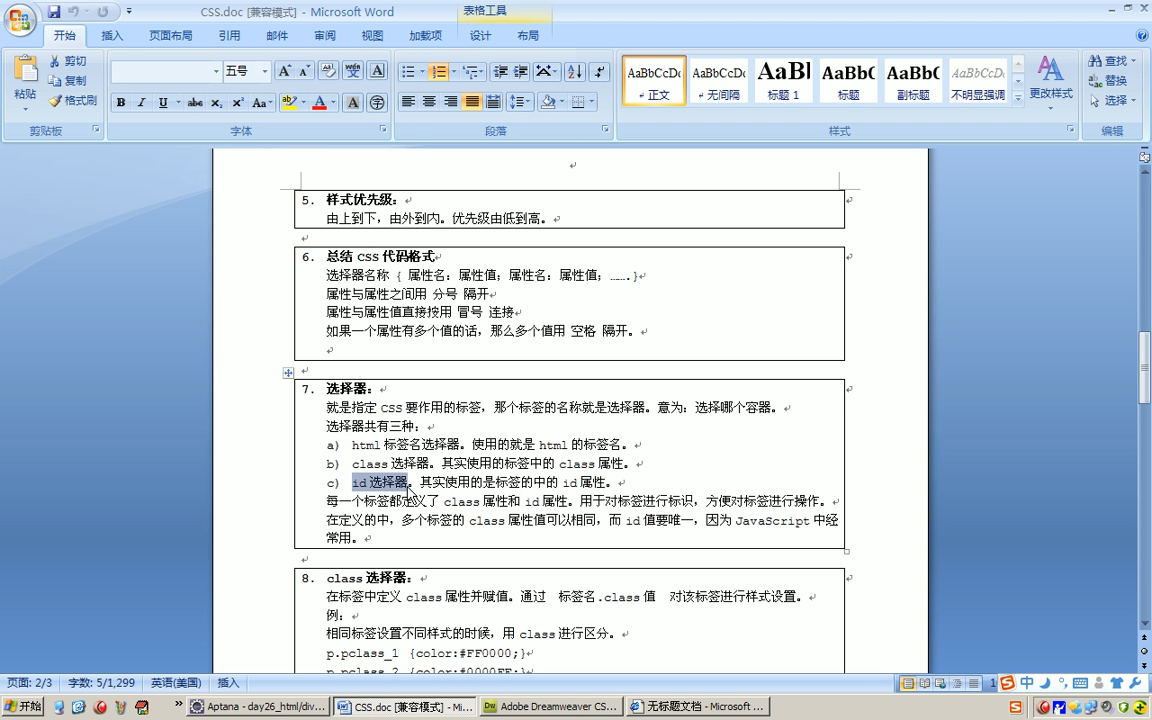 CSS.doc [兼容模式] - Microsoft Word
表格工具
开始 插入 页面布局 引用 邮件 审阅 视图 加载项 设计 布局
粘贴
剪切
复制
格式刷
五号
AaBbCcDc AaBbCcDc AaBl AaBbC AaBbC AaBbCcDc
正文 无间隔 标题 1 标题 副标题 不明显强调
更改样式
查找
替换
选择
剪贴板 字体 段落 样式 编辑
5. 样式优先级：
由上到下，由外到内。优先级由低到高。
6. 总结 CSS 代码格式
选择器名称 { 属性名：属性值；属性名：属性值；…….}
属性与属性之间用 分号 隔开
属性与属性值直接按用 冒号 连接
如果一个属性有多个值的话，那么多个值用 空格 隔开。
7. 选择器：
就是指定 CSS 要作用的标签，那个标签的名称就是选择器。意为：选择哪个容器。
选择器共有三种：
a) html 标签名选择器。使用的就是 html 的标签名。
b) class 选择器。其实使用的标签中的 class 属性。
c) id 选择器。其实使用的是标签的中的 id 属性。
每一个标签都定义了 class 属性和 id 属性。用于对标签进行标识，方便对标签进行操作。
在定义的中，多个标签的 class 属性值可以相同，而 id 值要唯一，因为 JavaScript 中经
常用。
8. class 选择器：
在标签中定义 class 属性并赋值。通过 标签名.class 值 对该标签进行样式设置。
例：
相同标签设置不同样式的时候，用 class 进行区分。
p.pclass_1 {color:#FF0000;}
p.pclass_2 {color:#0000FF;}
页面: 2/3 字数: 5/1,299 英语(美国) 插入
中
开始 Aptana - day26_html/div... CSS.doc [兼容模式] - Mi... Adobe Dreamweaver CS... 无标题文档 - Microsoft ...